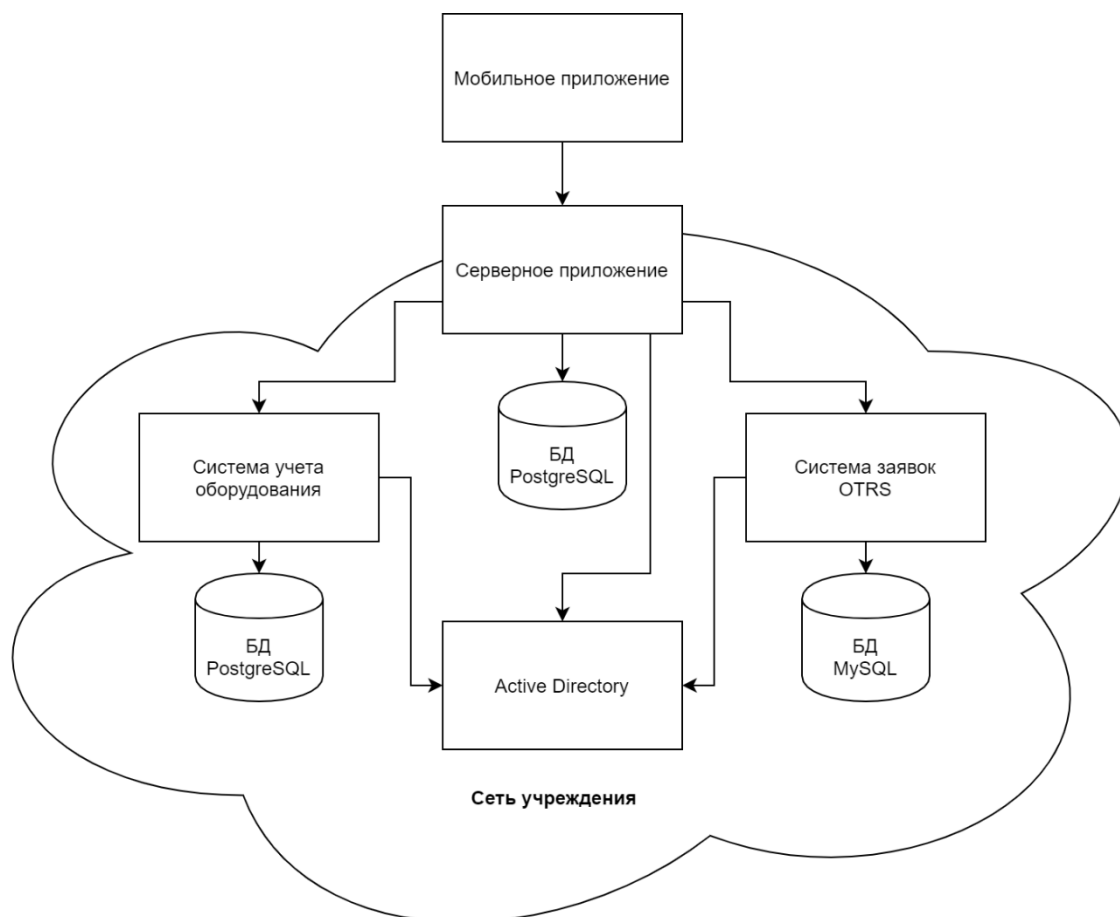 Мобильное приложение
Серверное приложение
БД
PostgreSQL
Система учета
оборудования
Система заявок
OTRS
БД
PostgreSQL
Active Directory
БД
MySQL
Сеть учреждения